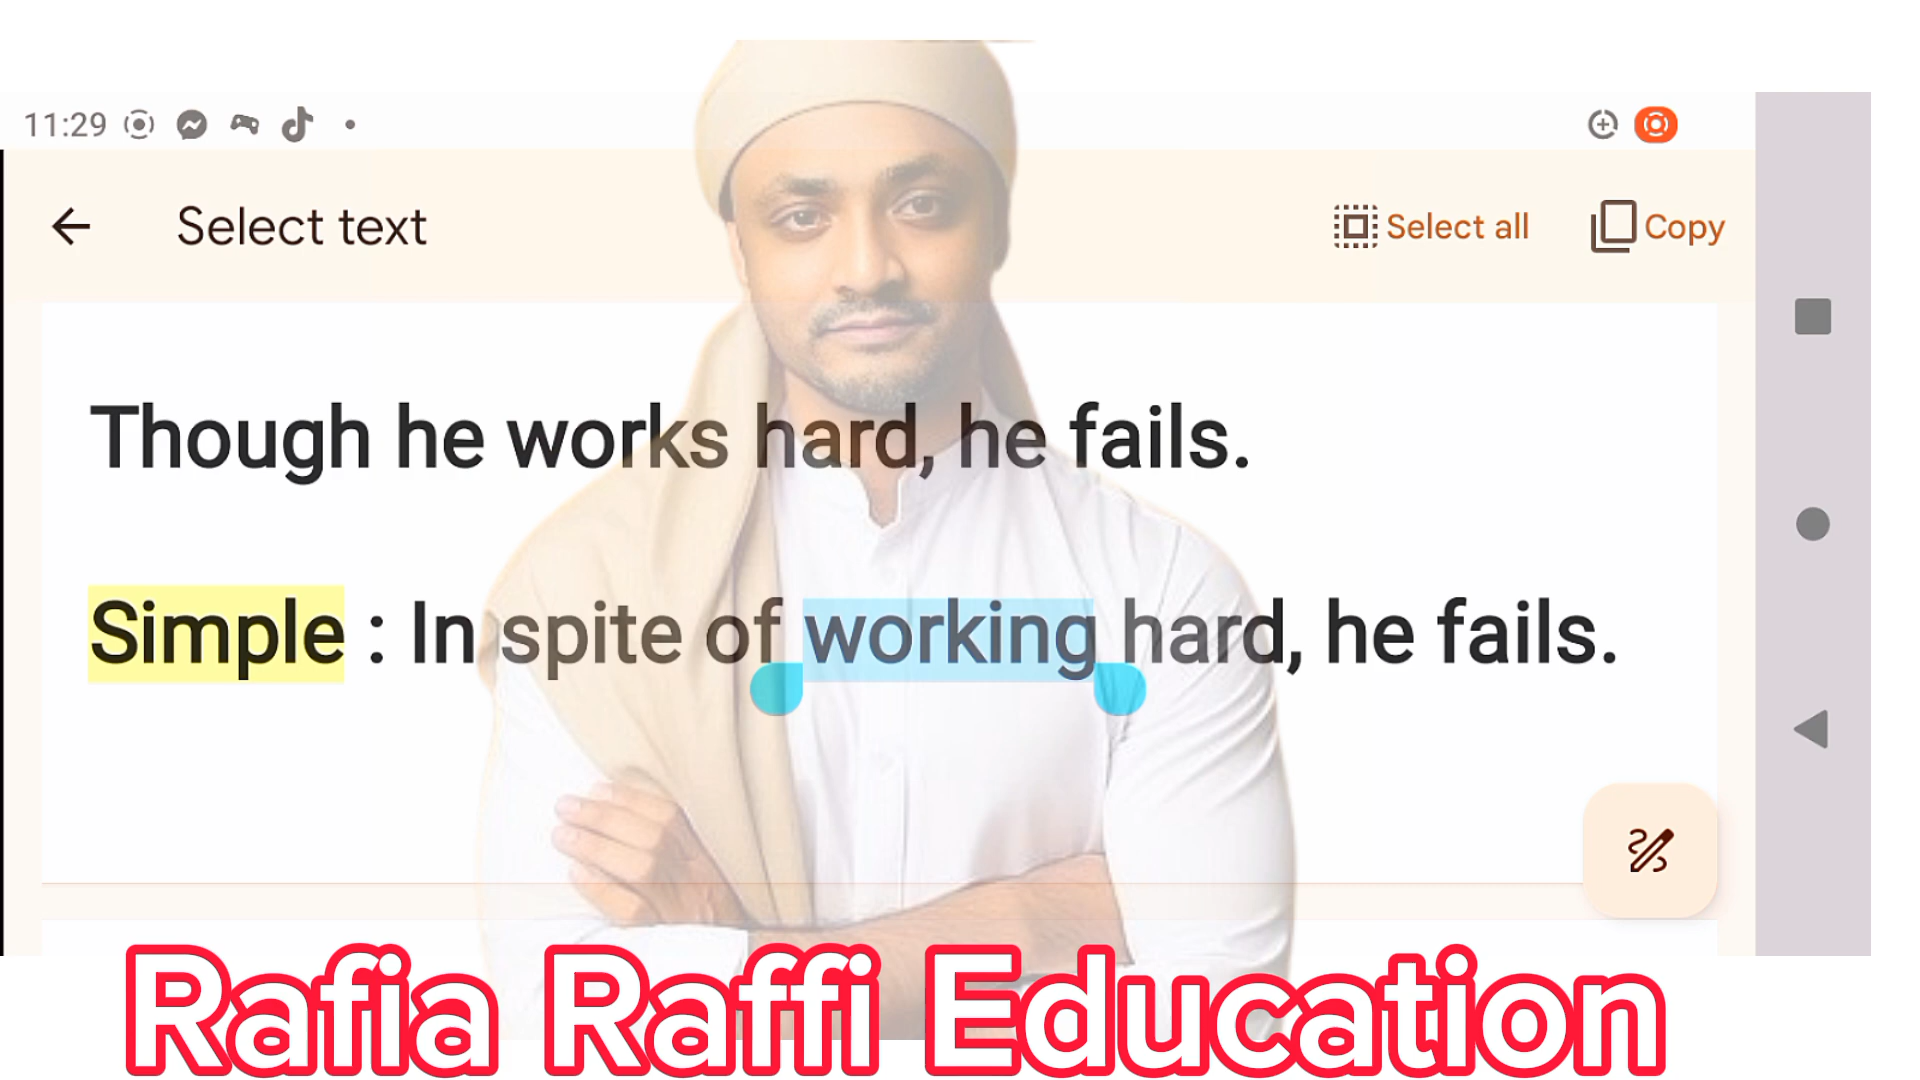 11:29
Select text
Select all
Copy
Though he works hard, he fails.
Simple : In spite of working hard, he fails.
Rafia Raffi Education